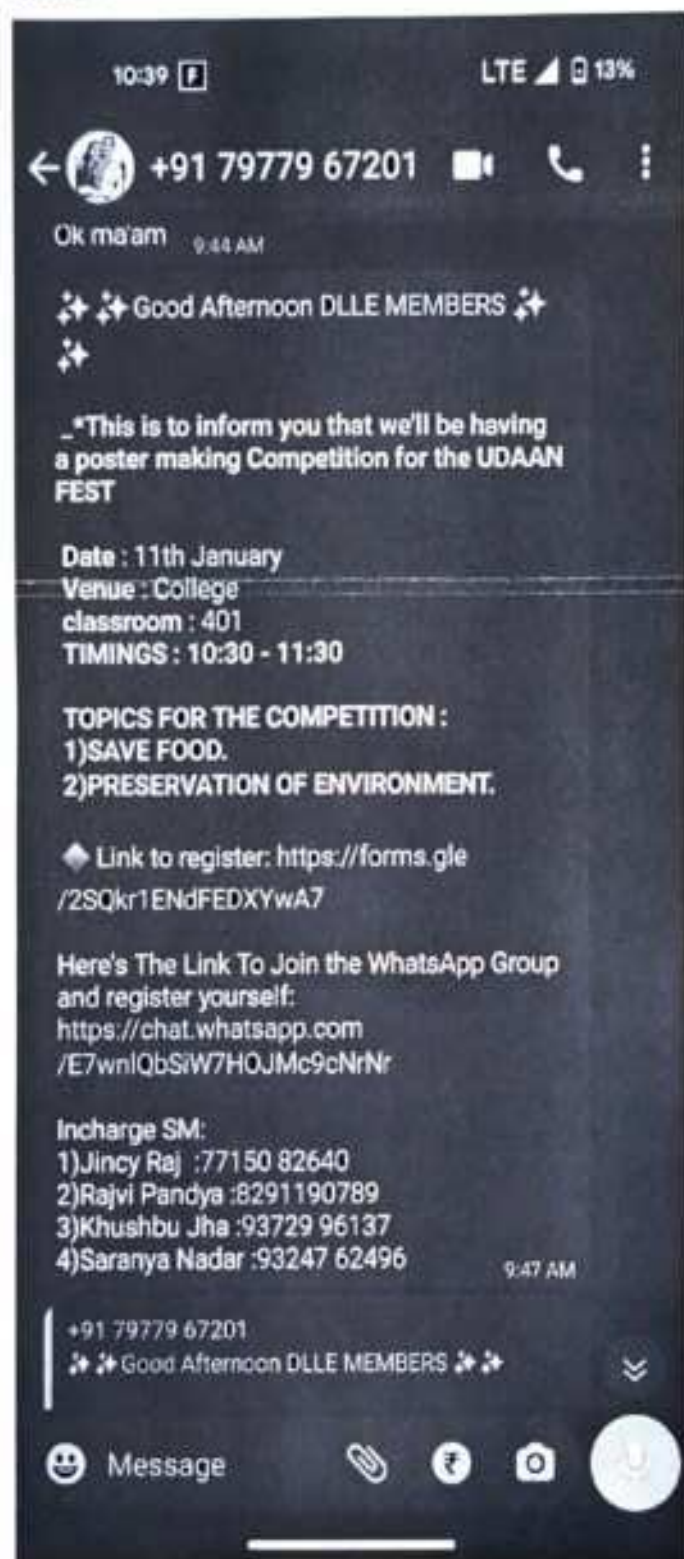 10:39 F LTE 13%
+91 79779 67201
Ok ma'am 9:44 AM
Good Afternoon DLLE MEMBERS
_*This is to inform you that we'll be having
a poster making Competition for the UDAAN
FEST
Date : 11th January
Venue : College
classroom : 401
TIMINGS : 10:30 - 11:30
TOPICS FOR THE COMPETITION :
1)SAVE FOOD.
2)PRESERVATION OF ENVIRONMENT.
Link to register: https://forms.gle
/2SQkr1ENdFEDXYwA7
Here's The Link To Join the WhatsApp Group
and register yourself:
https://chat.whatsapp.com
/E7wnlQbSiW7HOJMc9cNrNr
Incharge SM:
1)Jincy Raj :77150 82640
2)Rajvi Pandya :8291190789
3)Khushbu Jha :93729 96137
4)Saranya Nadar :93247 62496
9:47 AM
+91 79779 67201
Good Afternoon DLLE MEMBERS
Message ₹